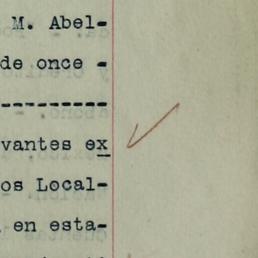 M. Abel-
de once -
-----------
vantes ex
os Local-
en esta-